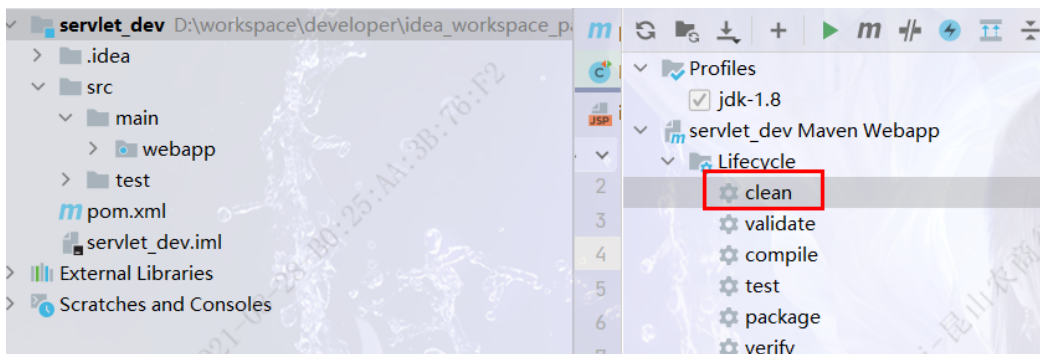 servlet_dev D:\workspace\developer\idea_workspace_pa
.idea
src
main
webapp
test
pom.xml
servlet_dev.iml
External Libraries
Scratches and Consoles
JSP
2
3
4
5
6
Profiles
jdk-1.8
servlet_dev Maven Webapp
Lifecycle
clean
validate
compile
test
package
verify